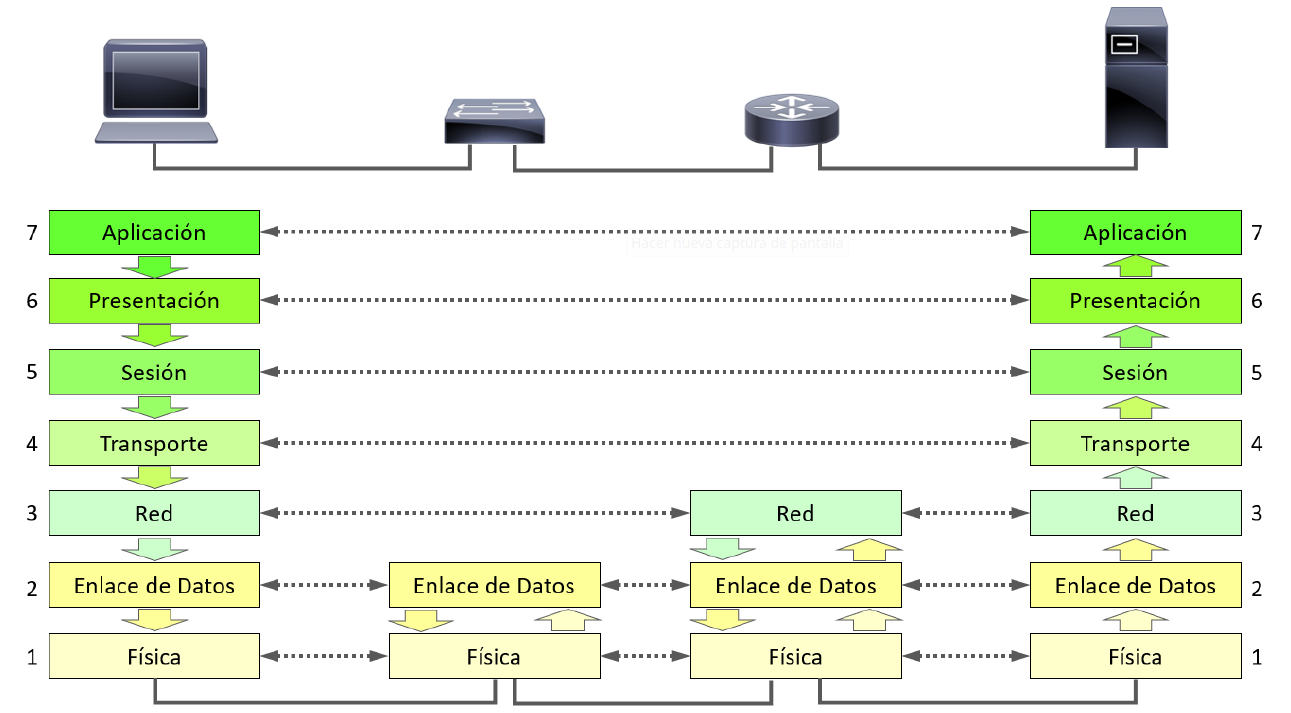 7 Aplicación Aplicación 7
Hacer nueva captura de pantalla
6 Presentación Presentación 6
5 Sesión Sesión 5
4 Transporte Transporte 4
3 Red Red Red 3
2 Enlace de Datos Enlace de Datos Enlace de Datos Enlace de Datos 2
1 Física Física Física Física 1